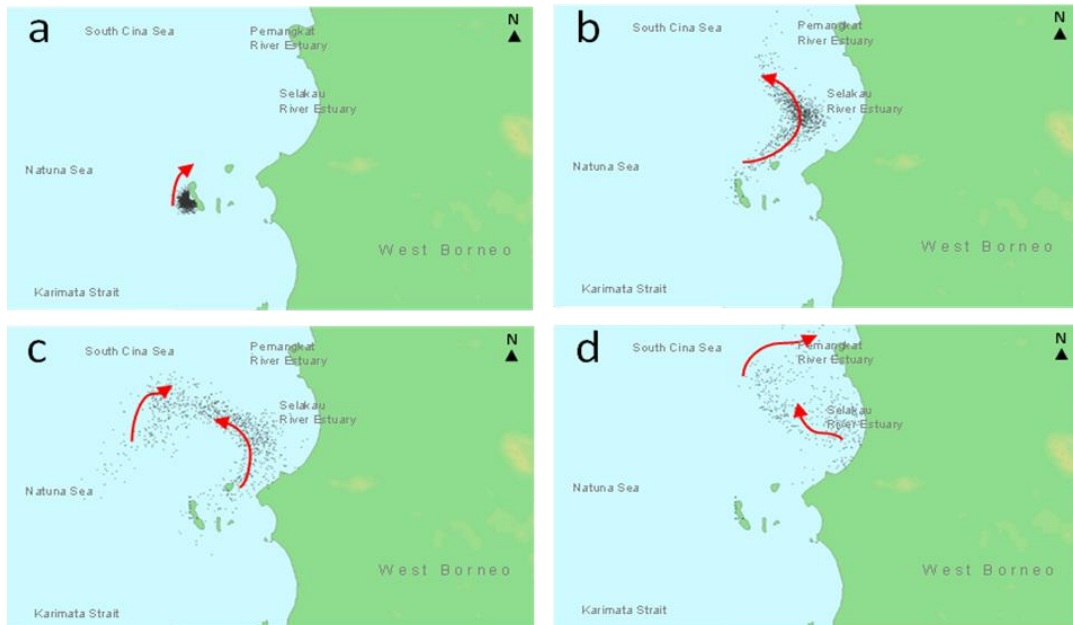 a
South Cina Sea
Pemangkat
River Estuary
N
Selakau
River Estuary
Natuna Sea
West Borneo
Karimata Strait
b
South Cina Sea
Pemangkat
River Estuary
N
Selakau
River Estuary
Natuna Sea
West Borneo
Karimata Strait
c
South Cina Sea
Pemangkat
River Estuary
N
Selakau
River Estuary
Natuna Sea
West Borneo
Karimata Strait
d
South Cina Sea
Pemangkat
River Estuary
N
Selakau
River Estuary
Natuna Sea
West Borneo
Karimata Strait